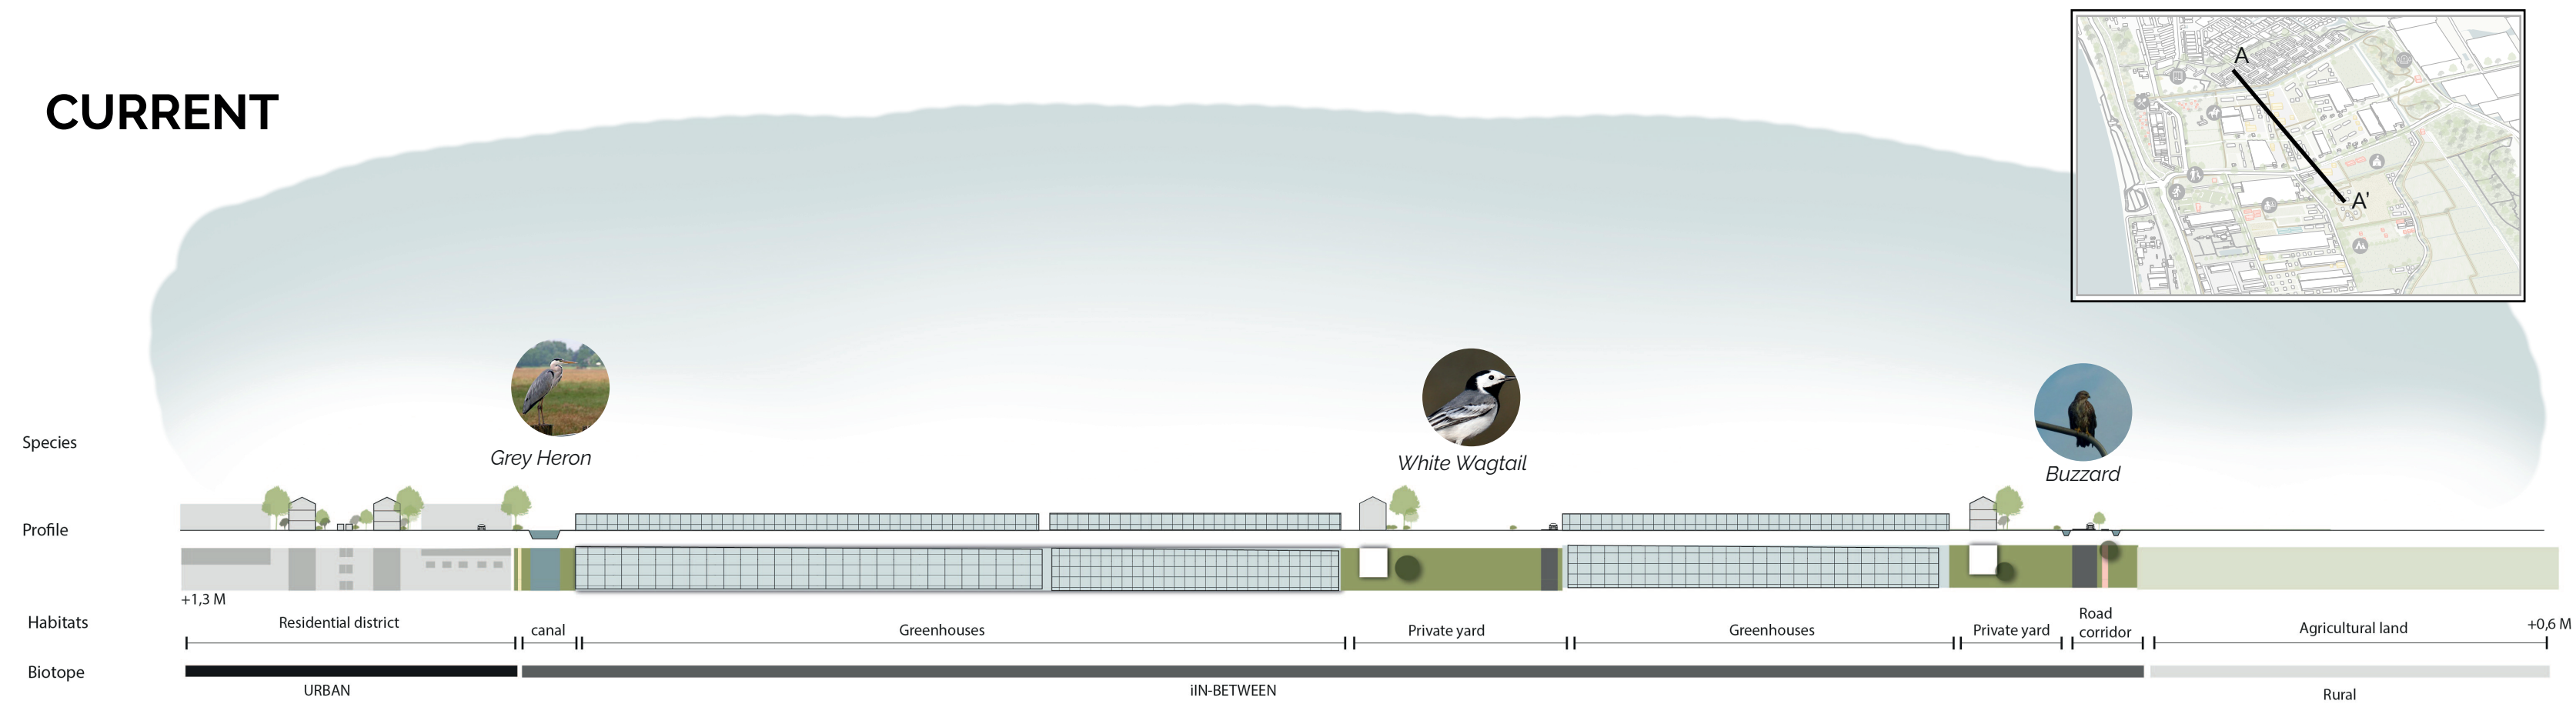 CURRENT
A
A'
Species
Grey Heron
White Wagtail
Buzzard
Profile
+1,3 M
Habitats
Residential district
canal
Greenhouses
Private yard
Greenhouses
Private yard
Road
corridor
Agricultural land
+0,6 M
Biotope
URBAN
iIN-BETWEEN
Rural